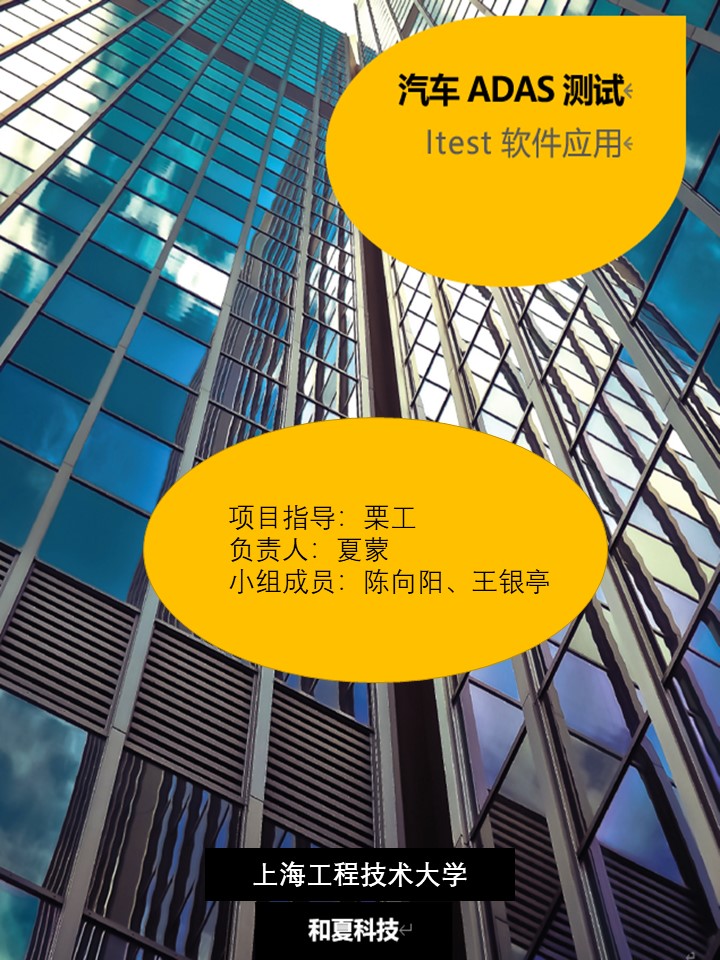 汽车 ADAS 测试
Itest 软件应用
项目指导：栗工
负责人：夏蒙
小组成员：陈向阳、王银亭
上海工程技术大学
和夏科技